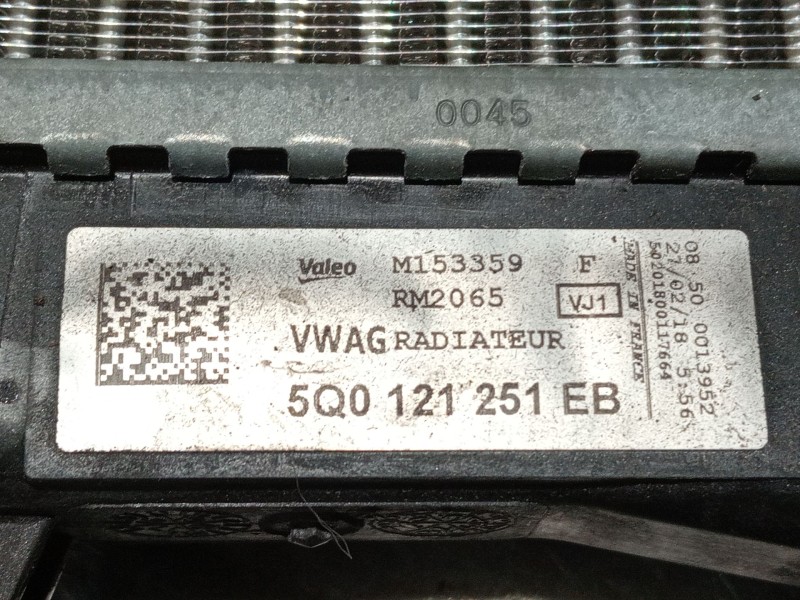 0045
Valeo M153359 F
RM2065 VJ1
VWAG RADIATEUR
5Q0 121 251 EB
MADE IN FRANCE
50201800117664
27/02/18 5:56
08.50 0013952